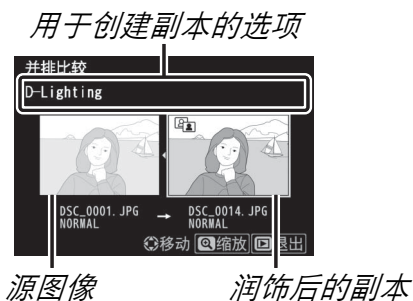 用于创建副本的选项
并排比较
D-Lighting
DSC_0001. JPG → DSC_0014. JPG
NORMAL NORMAL
移动 缩放 退出
源图像 润饰后的副本